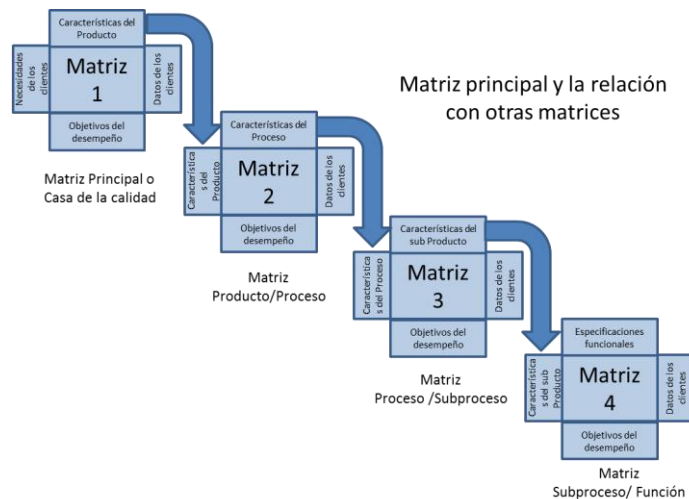 Características del
Producto
Necesidades
de los
clientes
Matriz
1
Datos de los
clientes
Objetivos del
desempeño
Matriz Principal o
Casa de la calidad
Matriz principal y la relación
con otras matrices
Características del
Proceso
Característic
as del
Producto
Matriz
2
Datos de los
clientes
Objetivos del
desempeño
Matriz
Producto/Proceso
Características del
sub Producto
Característica
s del Proceso
Matriz
3
Datos de los
clientes
Objetivos del
desempeño
Matriz
Proceso /Subproceso
Especificaciones
funcionales
Característic
as del sub
Producto
Matriz
4
Datos de los
clientes
Objetivos del
desempeño
Matriz
Subproceso/ Función